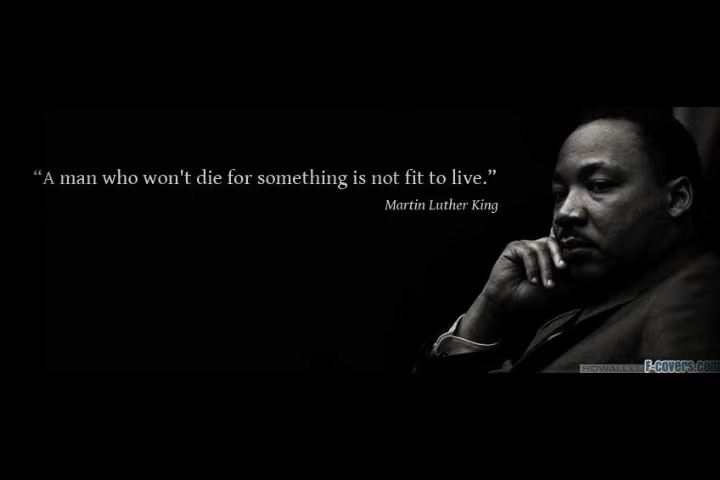 “A man who won't die for something is not fit to live.”
Martin Luther King
F-covers.com